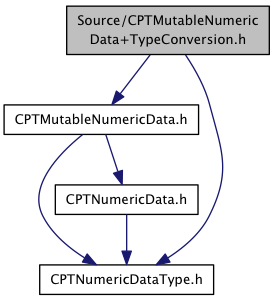 Source/CPTMutableNumeric
Data+TypeConversion.h
CPTMutableNumericData.h
CPTNumericData.h
CPTNumericDataType.h